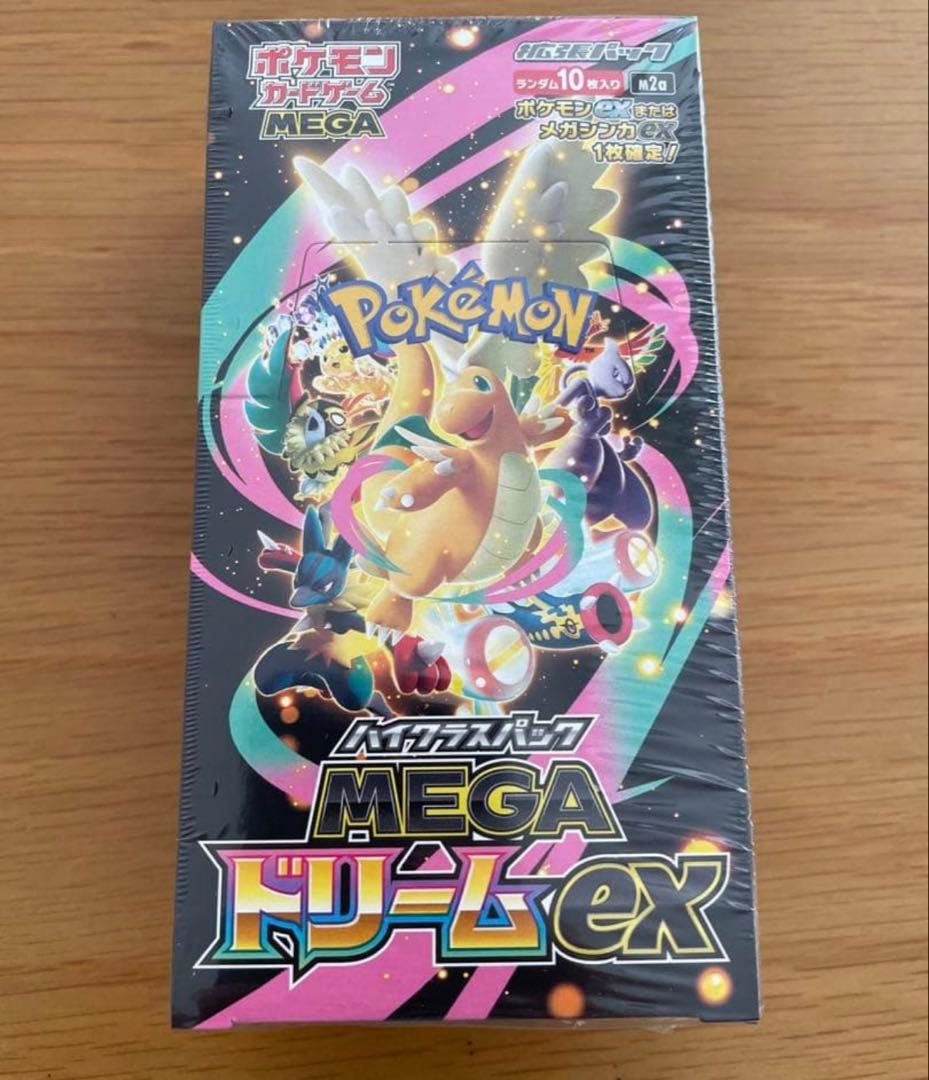 ポケモン
カードゲーム
MEGA
拡張パック
ランダム10枚入り M2a
ポケモンexまたは
メガシンカex
1枚確定!
POKéMON
ハイクラスパック
MEGA
ドリームex